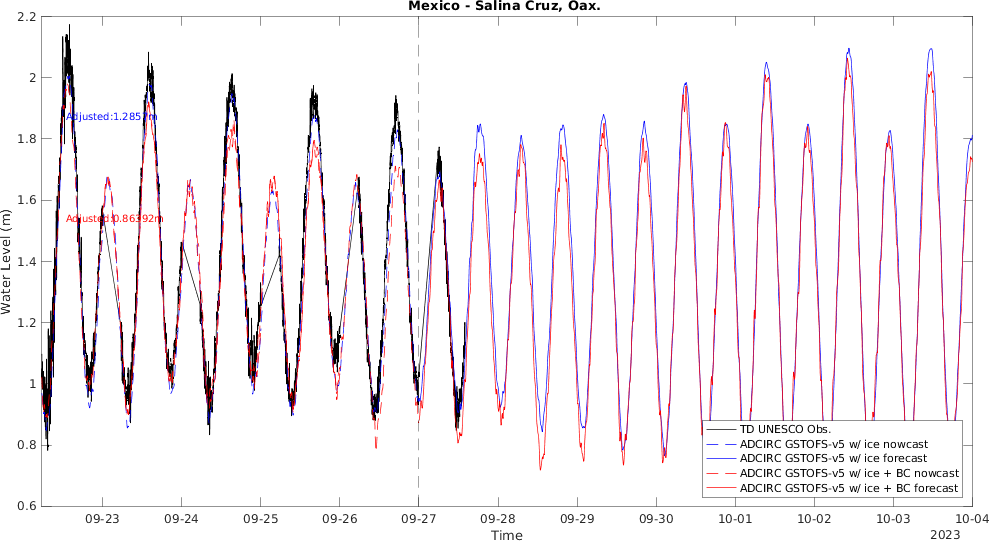 Mexico - Salina Cruz, Oax.
2.2
2
1.8
1.6
1.4
1.2
1
0.8
0.6
Water Level (m)
Adjusted:1.2857m
Adjusted:0.86392m
TD UNESCO Obs.
ADCIRC GSTOFS-v5 w/ ice nowcast
ADCIRC GSTOFS-v5 w/ ice forecast
ADCIRC GSTOFS-v5 w/ ice + BC nowcast
ADCIRC GSTOFS-v5 w/ ice + BC forecast
09-23 09-24 09-25 09-26 09-27 09-28 09-29 09-30 10-01 10-02 10-03 10-04
Time
2023